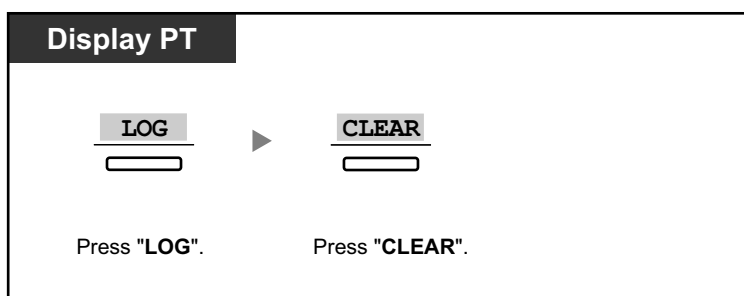 Display PT
LOG
CLEAR
Press "LOG".
Press "CLEAR".